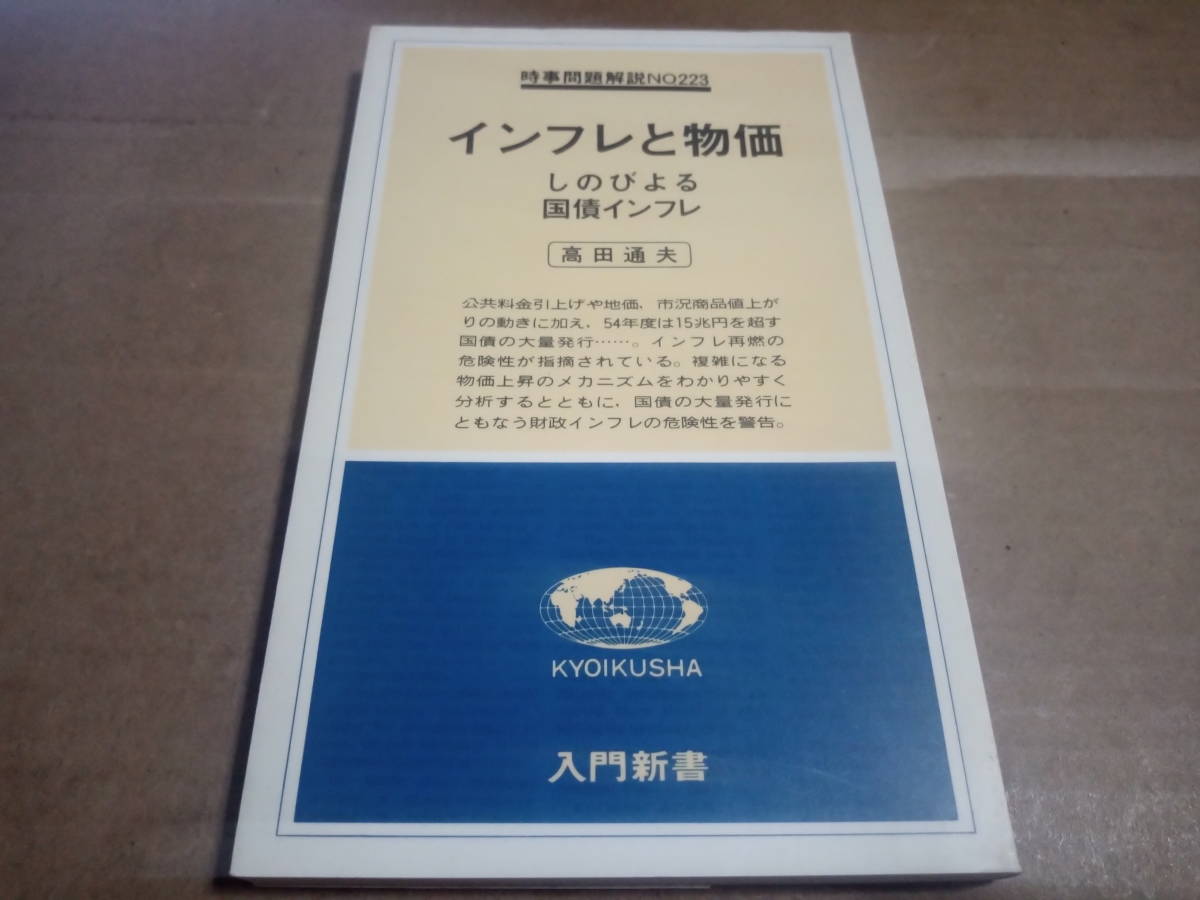 時事問題解説NO223
インフレと物価
しのびよる
国債インフレ
高田通夫
公共料金引上げや地価，市況商品値上が
りの動きに加え，54年度は15兆円を超す
国債の大量発行……。インフレ再燃の
危険性が指摘されている。複雑になる
物価上昇のメカニズムをわかりやすく
分析するとともに，国債の大量発行に
ともなう財政インフレの危険性を警告。
KYOIKUSHA
入門新書